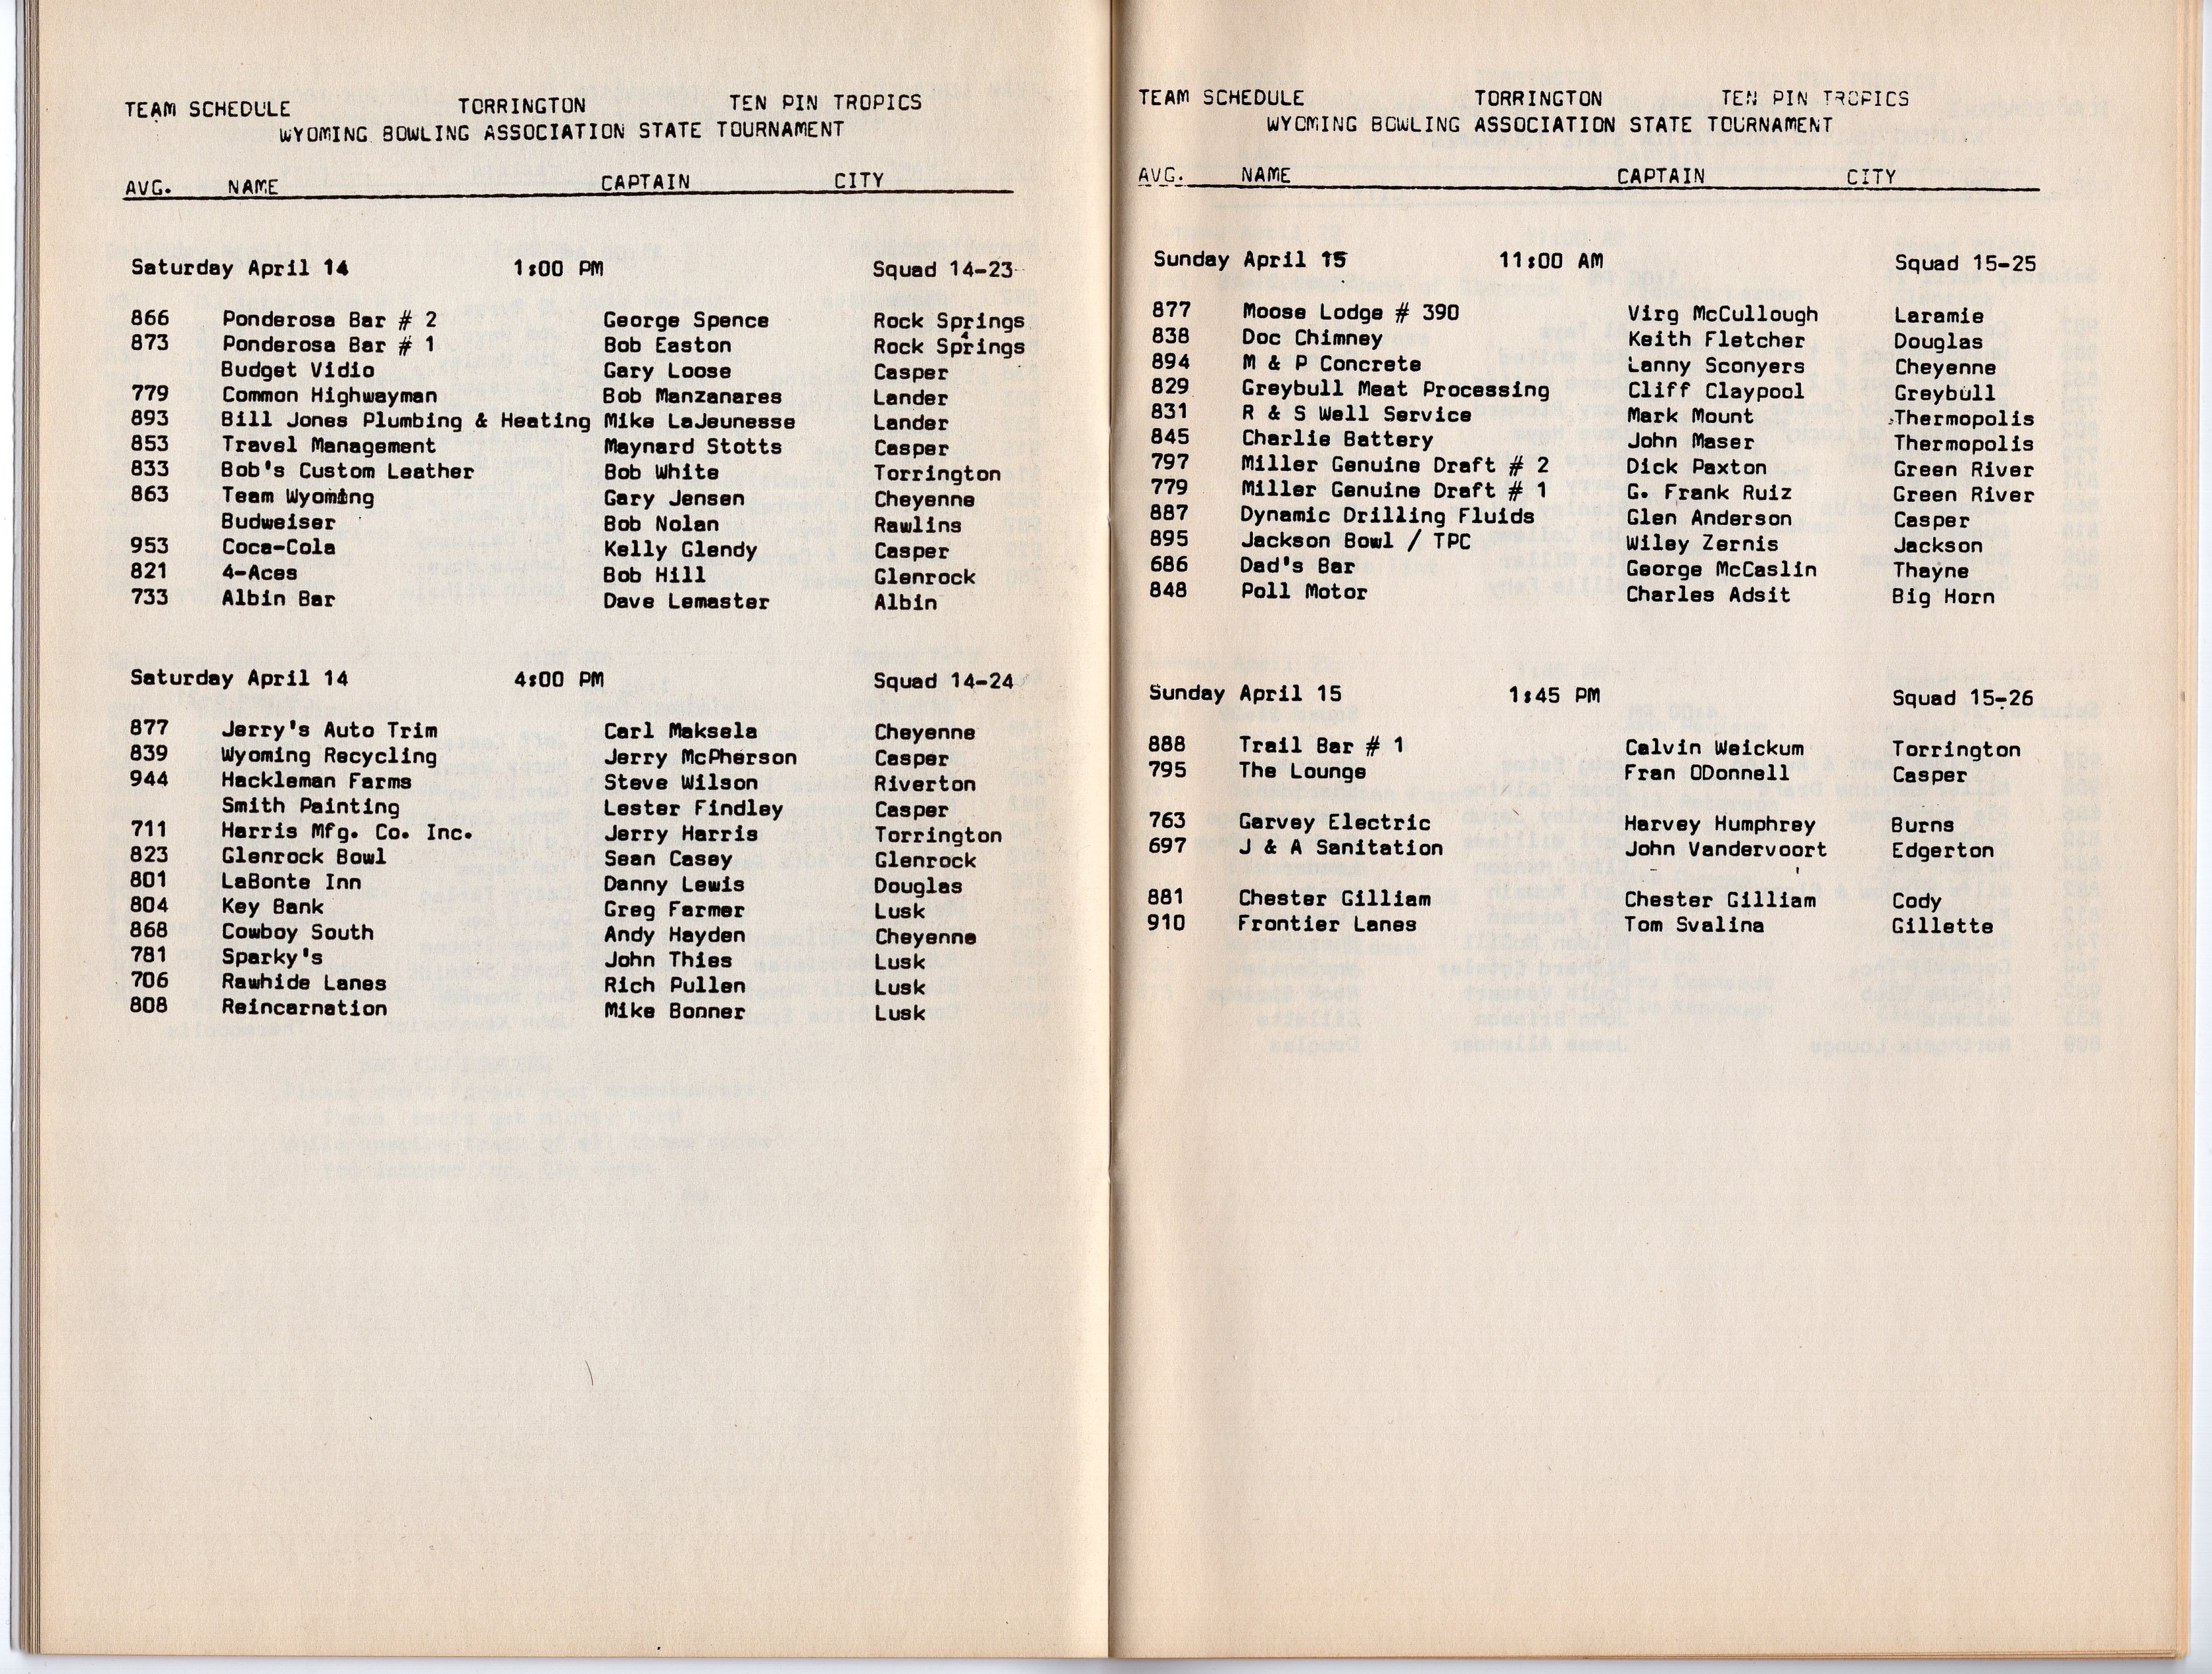 TEAM SCHEDULE TORRINGTON TEN PIN TROPICS
WYOMING BOWLING ASSOCIATION STATE TOURNAMENT
AVG. NAME CAPTAIN CITY
Saturday April 14 1:00 PM Squad 14-23
866 Ponderosa Bar # 2 George Spence Rock Springs
873 Ponderosa Bar # 1 Bob Easton Rock Springs
Budget Vidio Gary Loose Casper
779 Common Highwayman Bob Manzanares Lander
893 Bill Jones Plumbing & Heating Mike LaJeunesse Lander
853 Travel Management Maynard Stotts Casper
833 Bob's Custom Leather Bob White Torrington
863 Team Wyoming Gary Jensen Cheyenne
Budweiser Bob Nolan Rawlins
953 Coca-Cola Kelly Glendy Casper
821 4-Aces Bob Hill Glenrock
733 Albin Bar Dave Lemaster Albin
Saturday April 14 4:00 PM Squad 14-24
877 Jerry's Auto Trim Carl Maksela Cheyenne
839 Wyoming Recycling Jerry McPherson Casper
944 Hackleman Farms Steve Wilson Riverton
Smith Painting Lester Findley Casper
711 Harris Mfg. Co. Inc. Jerry Harris Torrington
823 Glenrock Bowl Sean Casey Glenrock
801 LaBonte Inn Danny Lewis Douglas
804 Key Bank Greg Farmer Lusk
868 Cowboy South Andy Hayden Cheyenne
781 Sparky's John Thies Lusk
706 Rawhide Lanes Rich Pullen Lusk
808 Reincarnation Mike Bonner Lusk
TEAM SCHEDULE TORRINGTON TEN PIN TROPICS
WYOMING BOWLING ASSOCIATION STATE TOURNAMENT
AVG. NAME CAPTAIN CITY
Sunday April 15 11:00 AM Squad 15-25
877 Moose Lodge # 390 Virg McCullough Laramie
838 Doc Chimney Keith Fletcher Douglas
894 M & P Concrete Lanny Sconyers Cheyenne
829 Greybull Meat Processing Cliff Claypool Greybull
831 R & S Well Service Mark Mount Thermopolis
845 Charlie Battery John Maser Thermopolis
797 Miller Genuine Draft # 2 Dick Paxton Green River
779 Miller Genuine Draft # 1 G. Frank Ruiz Green River
887 Dynamic Drilling Fluids Glen Anderson Casper
895 Jackson Bowl / TPC Wiley Zernis Jackson
686 Dad's Bar George McCaslin Thayne
848 Poll Motor Charles Adsit Big Horn
Sunday April 15 1:45 PM Squad 15-26
888 Trail Bar # 1 Calvin Weickum Torrington
795 The Lounge Fran ODonnell Casper
763 Garvey Electric Harvey Humphrey Burns
697 J & A Sanitation John Vandervoort Edgerton
881 Chester Gilliam Chester Gilliam Cody
910 Frontier Lanes Tom Svalina Gillette